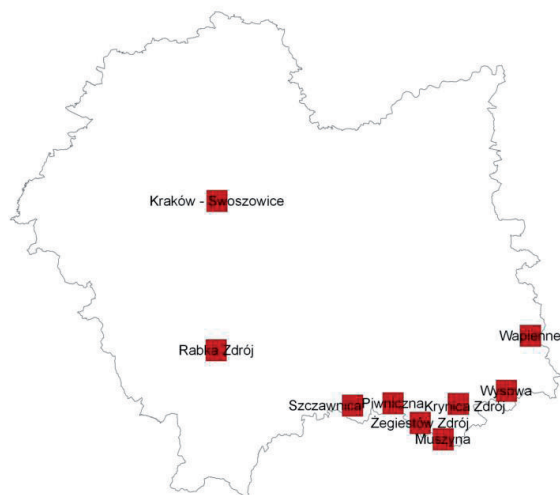 Kraków - Swoszowice
Rabka Zdrój
Wapienne
Wysowa
Szczawnica
Piwniczna
Krynica Zdrój
Żegiestów Zdrój
Muszyna